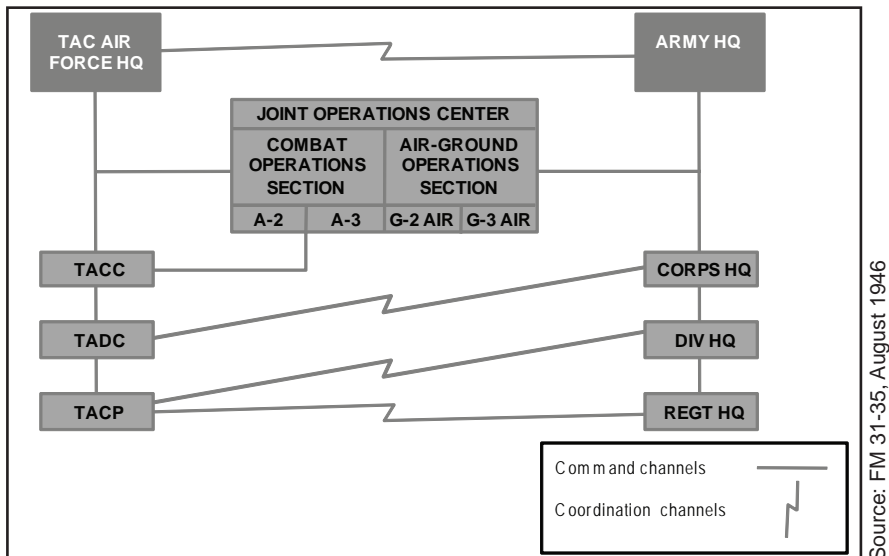 TAC AIR
FORCE HQ
ARMY HQ
JOINT OPERATIONS CENTER
COMBAT
OPERATIONS
SECTION
AIR-GROUND
OPERATIONS
SECTION
A-2
A-3
G-2 AIR
G-3 AIR
TACC
CORPS HQ
TADC
DIV HQ
TACP
REGT HQ
Command channels
Coordination channels
Source: FM 31-35, August 1946